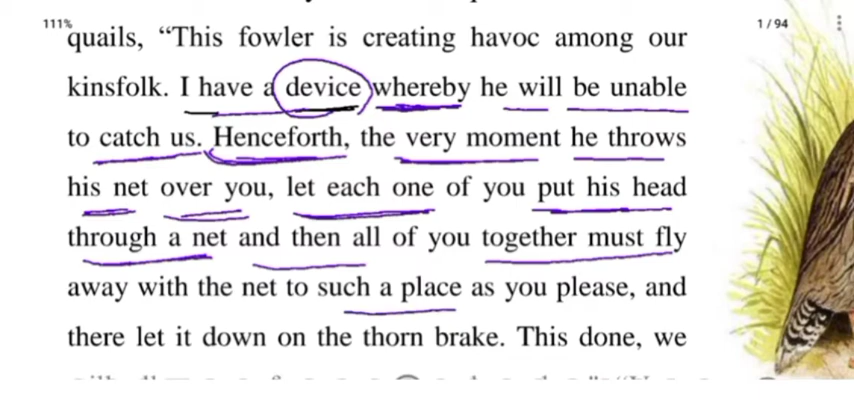 111%
1 / 94
quails, “This fowler is creating havoc among our
kinsfolk. I have a device whereby he will be unable
to catch us. Henceforth, the very moment he throws
his net over you, let each one of you put his head
through a net and then all of you together must fly
away with the net to such a place as you please, and
there let it down on the thorn brake. This done, we